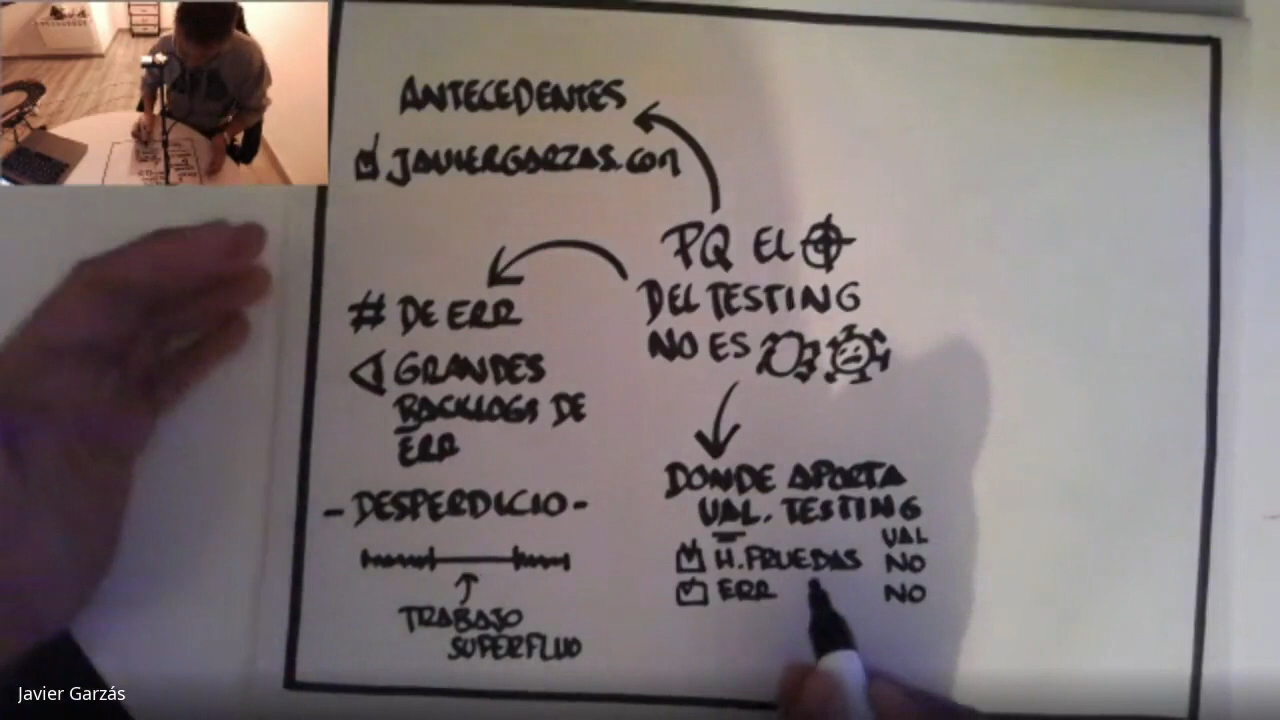 ANTECEDENTES
JAVIERGARZAS.COM
PQ EL
DEL TESTING
NO ES
# DE ERR
GRANDES
BACKLOGS DE
ERR
- DESPERDICIO -
TRABAJO
SUPERFLUO
DONDE APORTA
VAL. TESTING
VAL
H. PRUEBAS NO
ERR NO
Javier Garzás